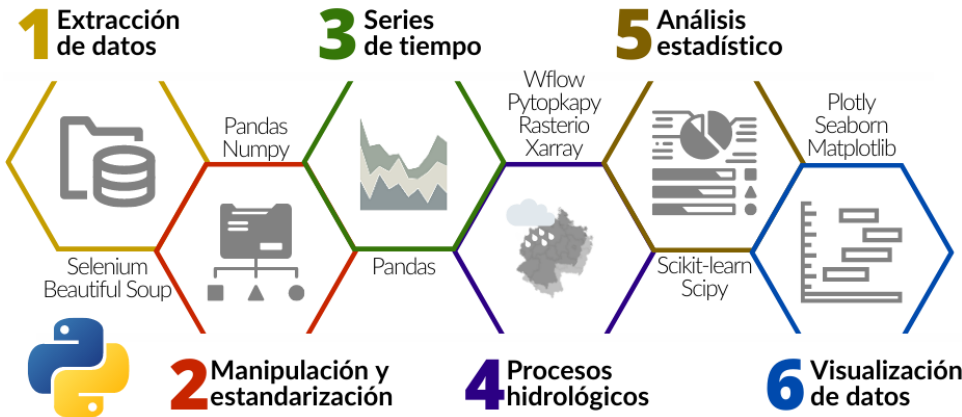 1 Extracción
de datos
Selenium
Beautiful Soup
Pandas
Numpy
2 Manipulación y
estandarización
3 Series
de tiempo
Pandas
Wflow
Pytopkapy
Rasterio
Xarray
4 Procesos
hidrológicos
5 Análisis
estadístico
Scikit-learn
Scipy
Plotly
Seaborn
Matplotlib
6 Visualización
de datos